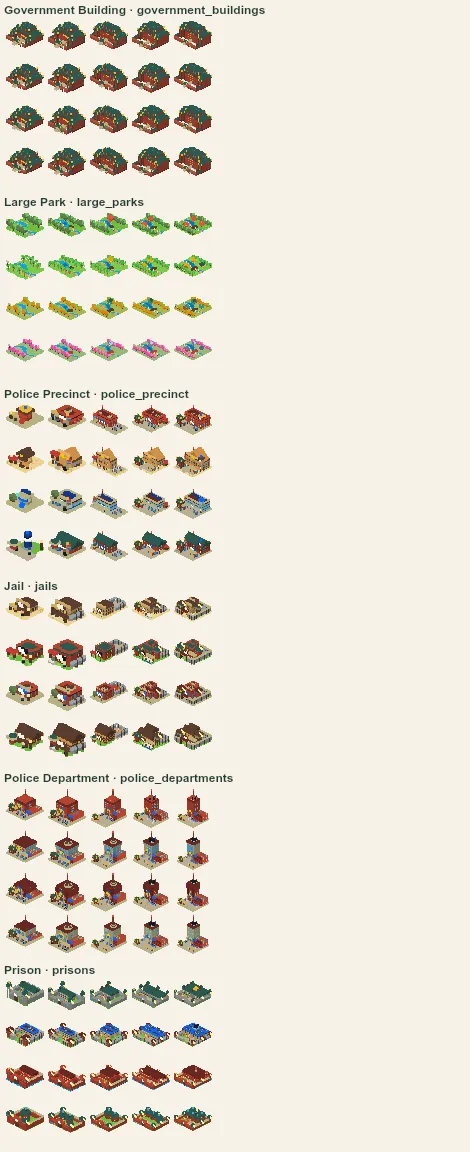 Government Building · government_buildings
Large Park · large_parks
Police Precinct · police_precinct
Jail · jails
Police Department · police_departments
Prison · prisons